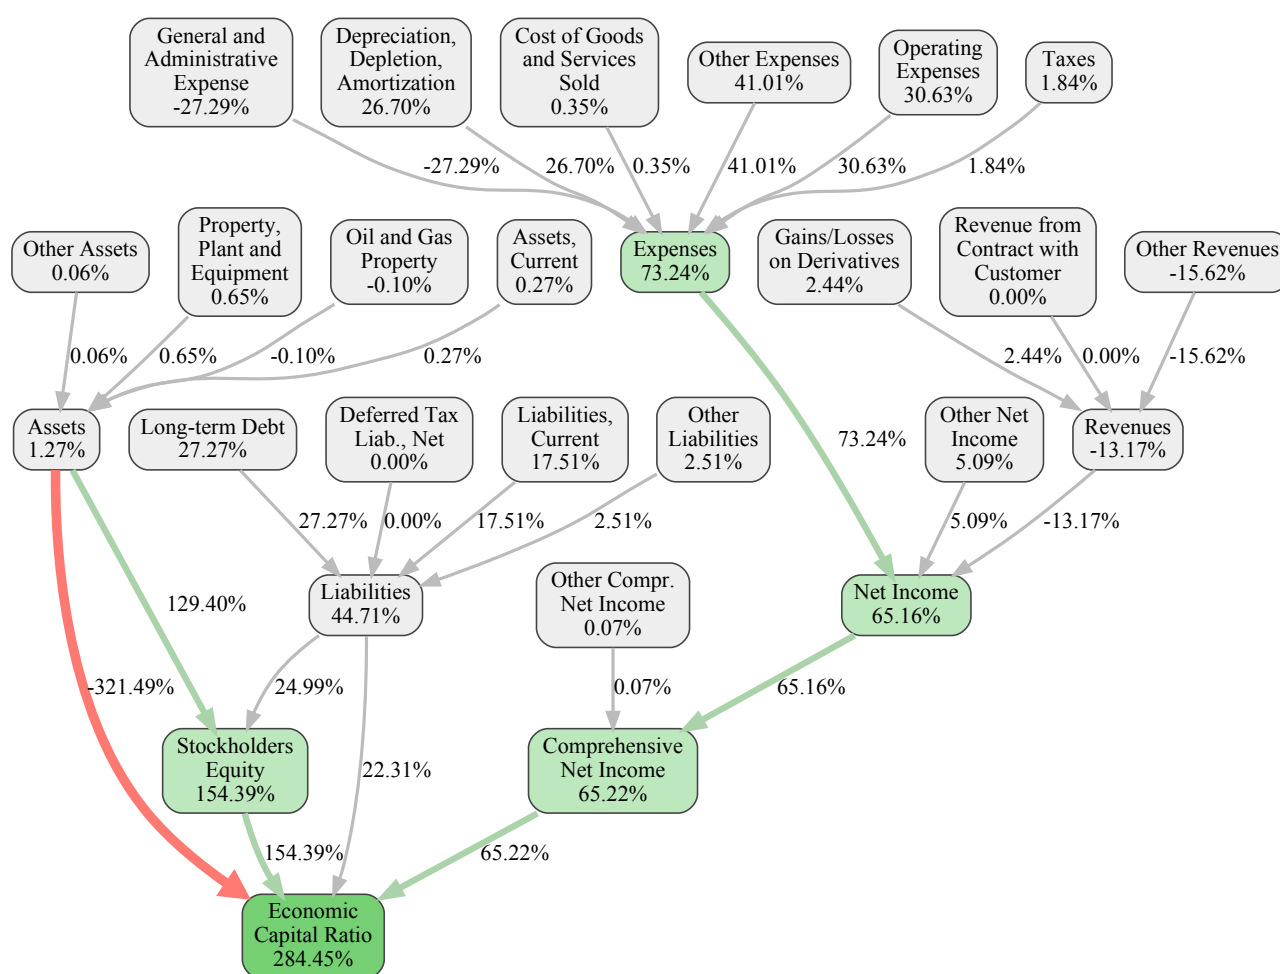 General and
Administrative
Expense
-27.29%
Depreciation,
Depletion,
Amortization
26.70%
Cost of Goods
and Services
Sold
0.35%
Other Expenses
41.01%
Operating
Expenses
30.63%
Taxes
1.84%
-27.29%
26.70%
0.35%
41.01%
30.63%
1.84%
Other Assets
0.06%
Property,
Plant and
Equipment
0.65%
Oil and Gas
Property
-0.10%
Assets,
Current
0.27%
Expenses
73.24%
Gains/Losses
on Derivatives
2.44%
Revenue from
Contract with
Customer
0.00%
Other Revenues
-15.62%
0.06%
0.65%
-0.10%
0.27%
2.44%
0.00%
-15.62%
Assets
1.27%
Long-term Debt
27.27%
Deferred Tax
Liab., Net
0.00%
Liabilities,
Current
17.51%
Other
Liabilities
2.51%
73.24%
Other Net
Income
5.09%
Revenues
-13.17%
27.27%
0.00%
17.51%
2.51%
5.09%
-13.17%
129.40%
Liabilities
44.71%
Other Compr.
Net Income
0.07%
Net Income
65.16%
-321.49%
24.99%
0.07%
65.16%
Stockholders
Equity
154.39%
22.31%
Comprehensive
Net Income
65.22%
154.39%
65.22%
Economic
Capital Ratio
284.45%